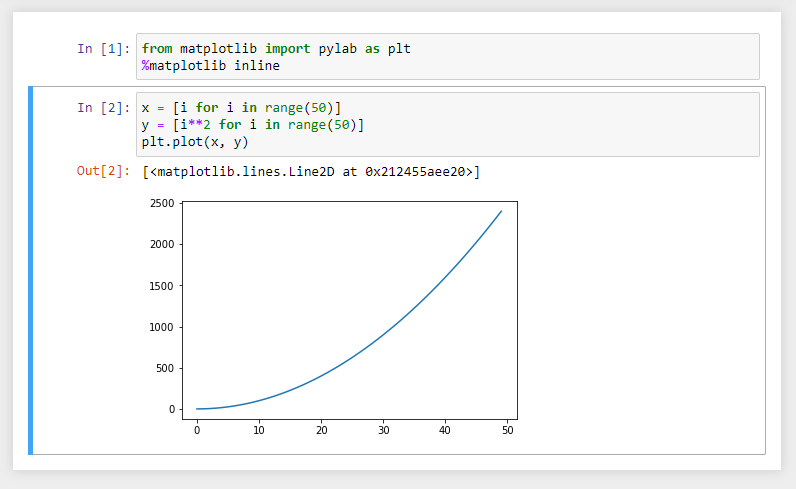 In [1]: from matplotlib import pylab as plt
%matplotlib inline
In [2]: x = [i for i in range(50)]
y = [i**2 for i in range(50)]
plt.plot(x, y)
Out[2]: [<matplotlib.lines.Line2D at 0x212455aee20>]
2500
2000
1500
1000
500
0
0 10 20 30 40 50